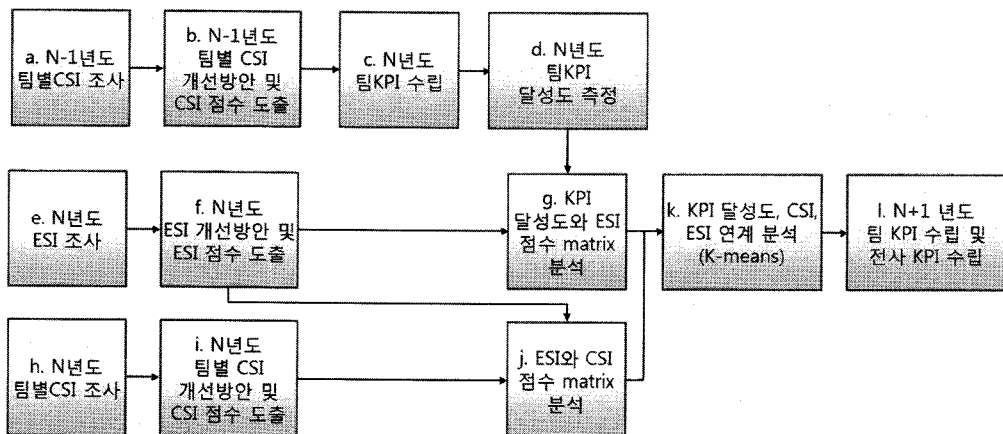 a. N-1년도
팀별CSI 조사
b. N-1년도
팀별 CSI
개선방안 및
CSI 점수 도출
c. N년도
팀KPI 수립
d. N년도
팀KPI
달성도 측정
e. N년도
ESI 조사
f. N년도
ESI 개선방안 및
ESI 점수 도출
g. KPI
달성도와 ESI
점수 matrix
분석
k. KPI 달성도, CSI,
ESI 연계 분석
(K-means)
l. N+1 년도
팀 KPI 수립 및
전사 KPI 수립
h. N년도
팀별CSI 조사
i. N년도
팀별 CSI
개선방안 및
CSI 점수 도출
j. ESI와 CSI
점수 matrix
분석